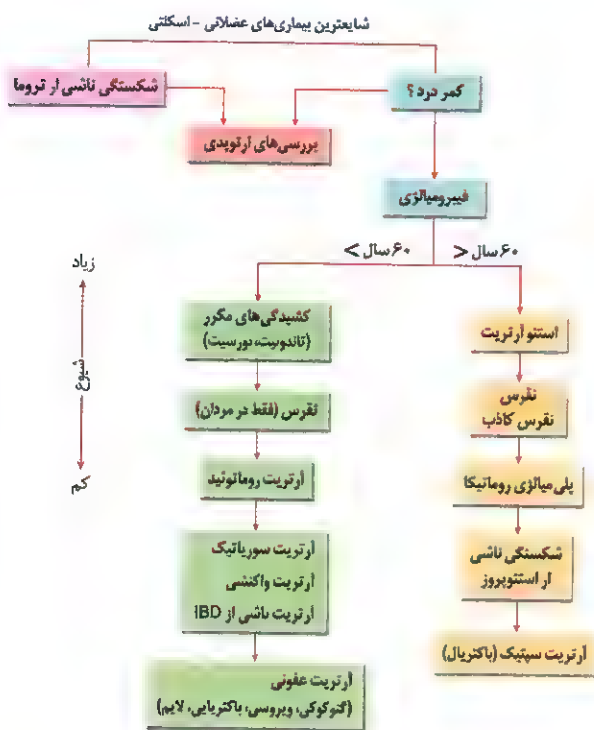 شایعترین بیماری‌های عضلانی - اسکلتی
کمر درد؟
شکستگی ناشی از تروما
بررسی‌های ارتوپدی
فیبرومیالژی
۶۰ سال <
۶۰ سال >
زیاد
شیوع
کم
کشیدگی‌های مکرر
(تاندونیت، بورسیت)
نقرس (فقط در مردان)
آرتریت روماتوئید
آرتریت سوریاتیک
آرتریت واکنشی
آرتریت ناشی از IBD
آرتریت عفونی
(گنوکوکی، ویروسی، باکتریایی، لایم)
استئوآرتریت
نقرس
نقرس کاذب
پلی‌میالژی روماتیکا
شکستگی ناشی
از استئوپروز
آرتریت سپتیک (باکتریال)